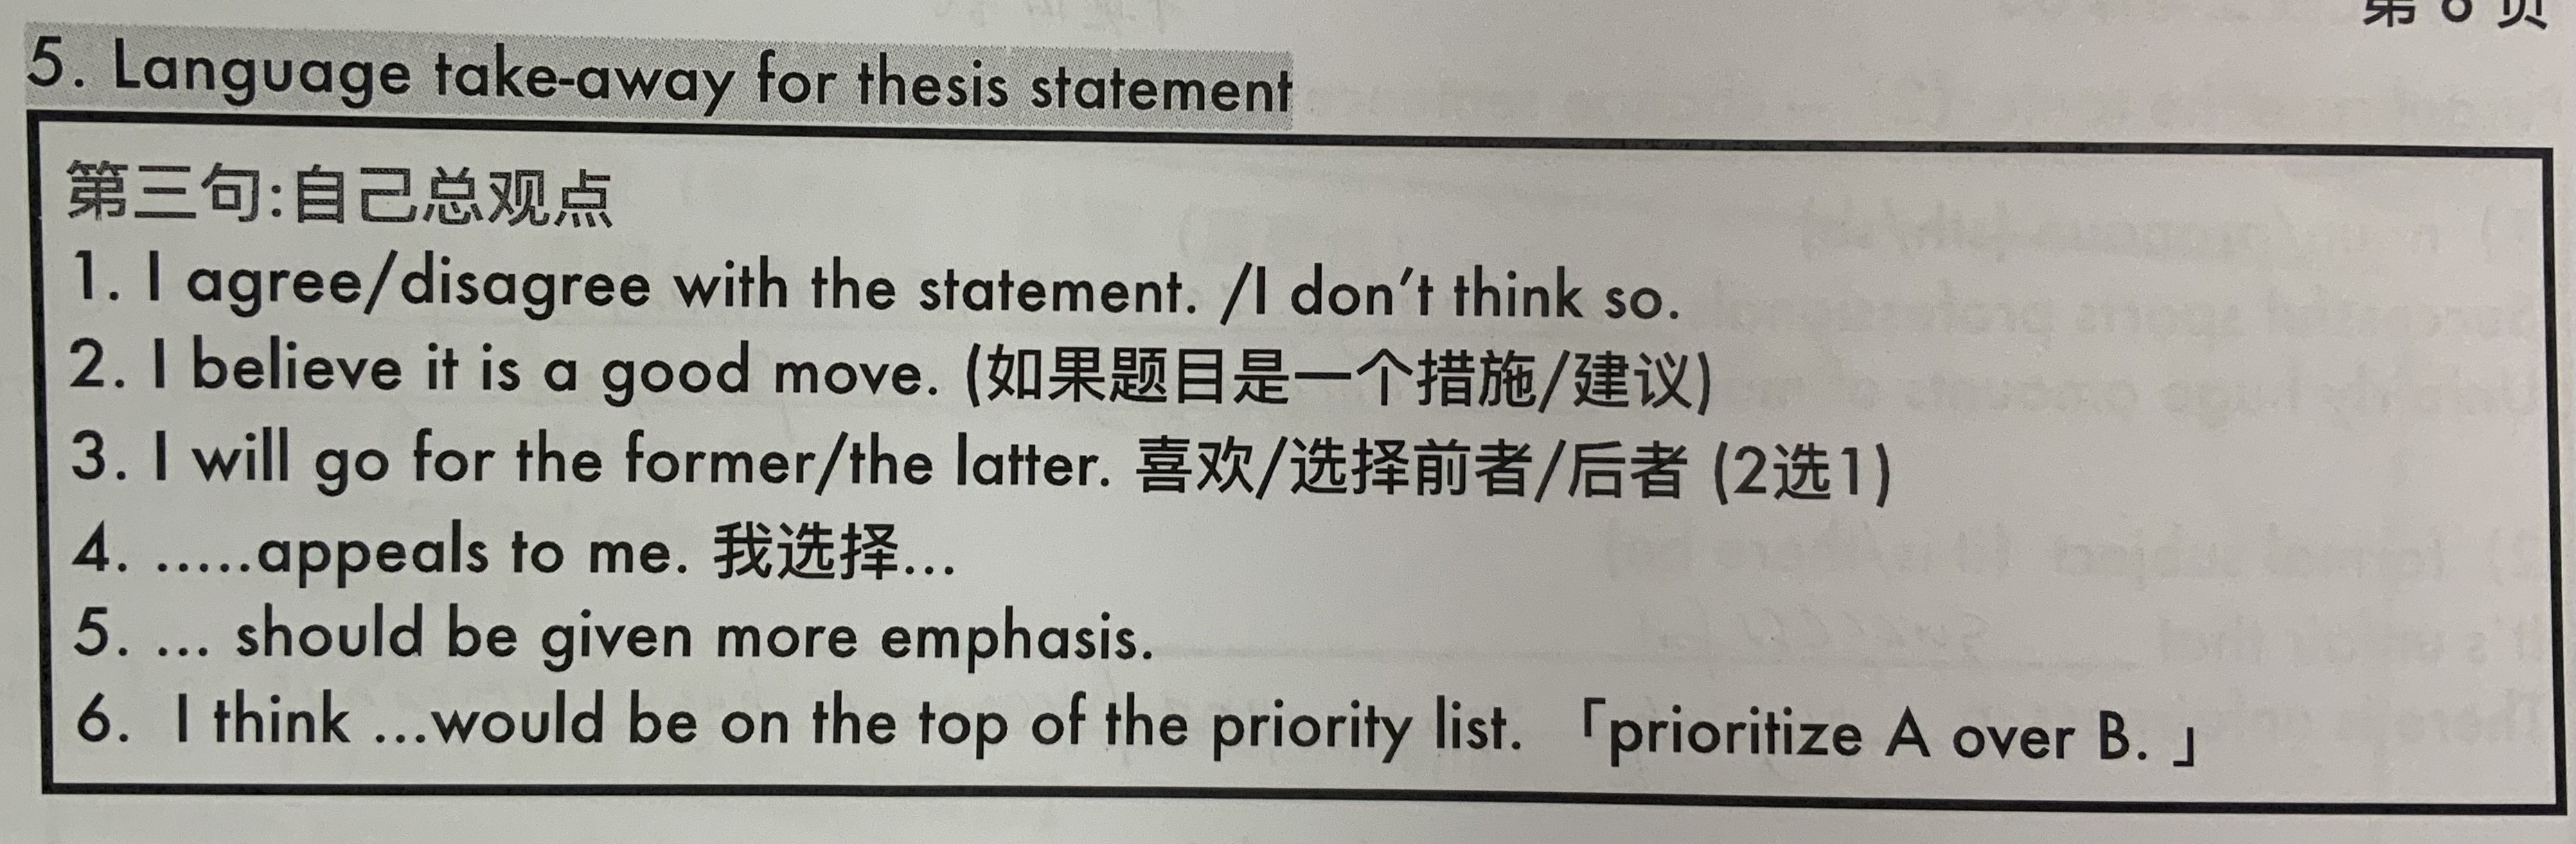 5. Language take-away for thesis statement
第三句:自己总观点
1. I agree/disagree with the statement. /I don't think so.
2. I believe it is a good move. (如果题目是一个措施/建议)
3. I will go for the former/the latter. 喜欢/选择前者/后者 (2选1)
4. .....appeals to me. 我选择...
5. ... should be given more emphasis.
6. I think ...would be on the top of the priority list. 「prioritize A over B. 」